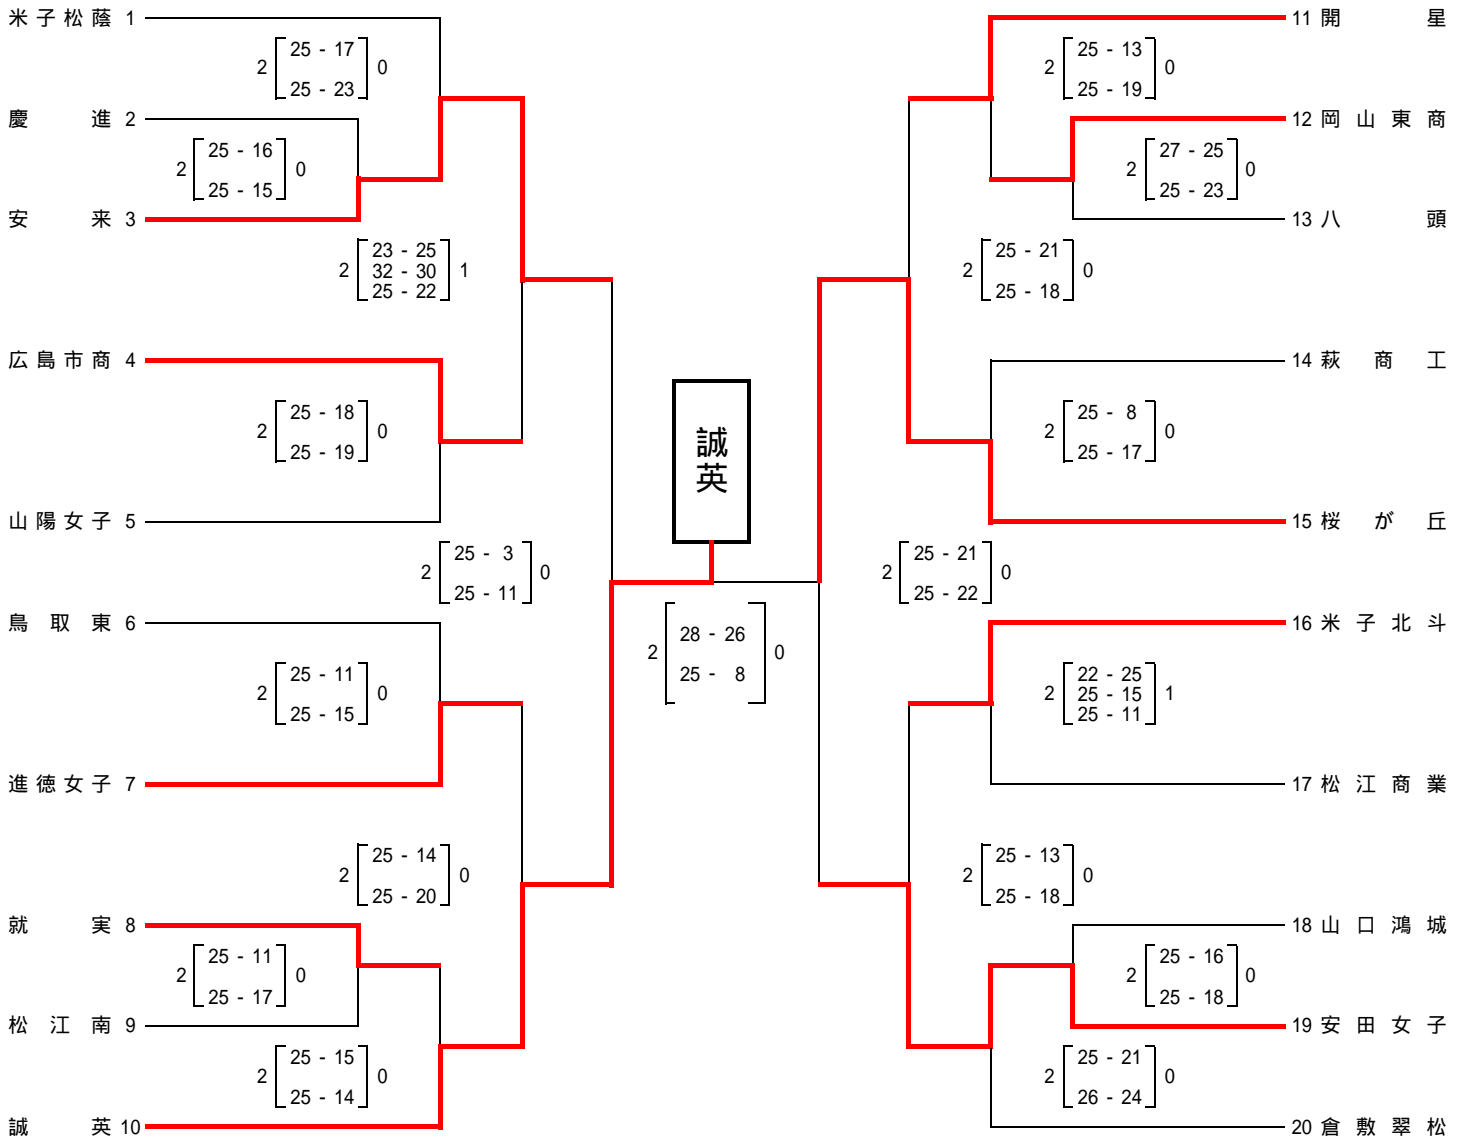 米子松蔭 1
2 25 - 17 0
25 - 23
慶 進 2
2 25 - 16 0
25 - 15
安 来 3
23 - 25
2 32 - 30 1
25 - 22
広島市商 4
2 25 - 18 0
25 - 19
山陽女子 5
2 25 - 3 0
25 - 11
鳥取東 6
2 25 - 11 0
25 - 15
進徳女子 7
2 25 - 14 0
25 - 20
就 実 8
2 25 - 11 0
25 - 17
松江南 9
2 25 - 15 0
25 - 14
誠 英 10
誠英
2 28 - 26 0
25 - 8
11 開 星
2 25 - 13 0
25 - 19
12 岡山東商
2 27 - 25 0
25 - 23
13 八 頭
2 25 - 21 0
25 - 18
14 萩商工
2 25 - 8 0
25 - 17
15 桜が丘
2 25 - 21 0
25 - 22
16 米子北斗
22 - 25
2 25 - 15 1
25 - 11
17 松江商業
2 25 - 13 0
25 - 18
18 山口鴻城
2 25 - 16 0
25 - 18
19 安田女子
2 25 - 21 0
26 - 24
20 倉敷翠松